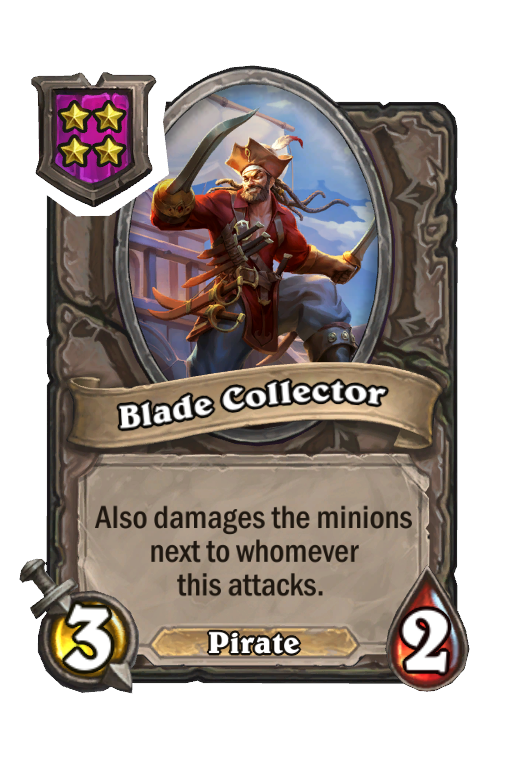 Blade Collector
Also damages the minions
next to whomever
this attacks.
3
Pirate
2